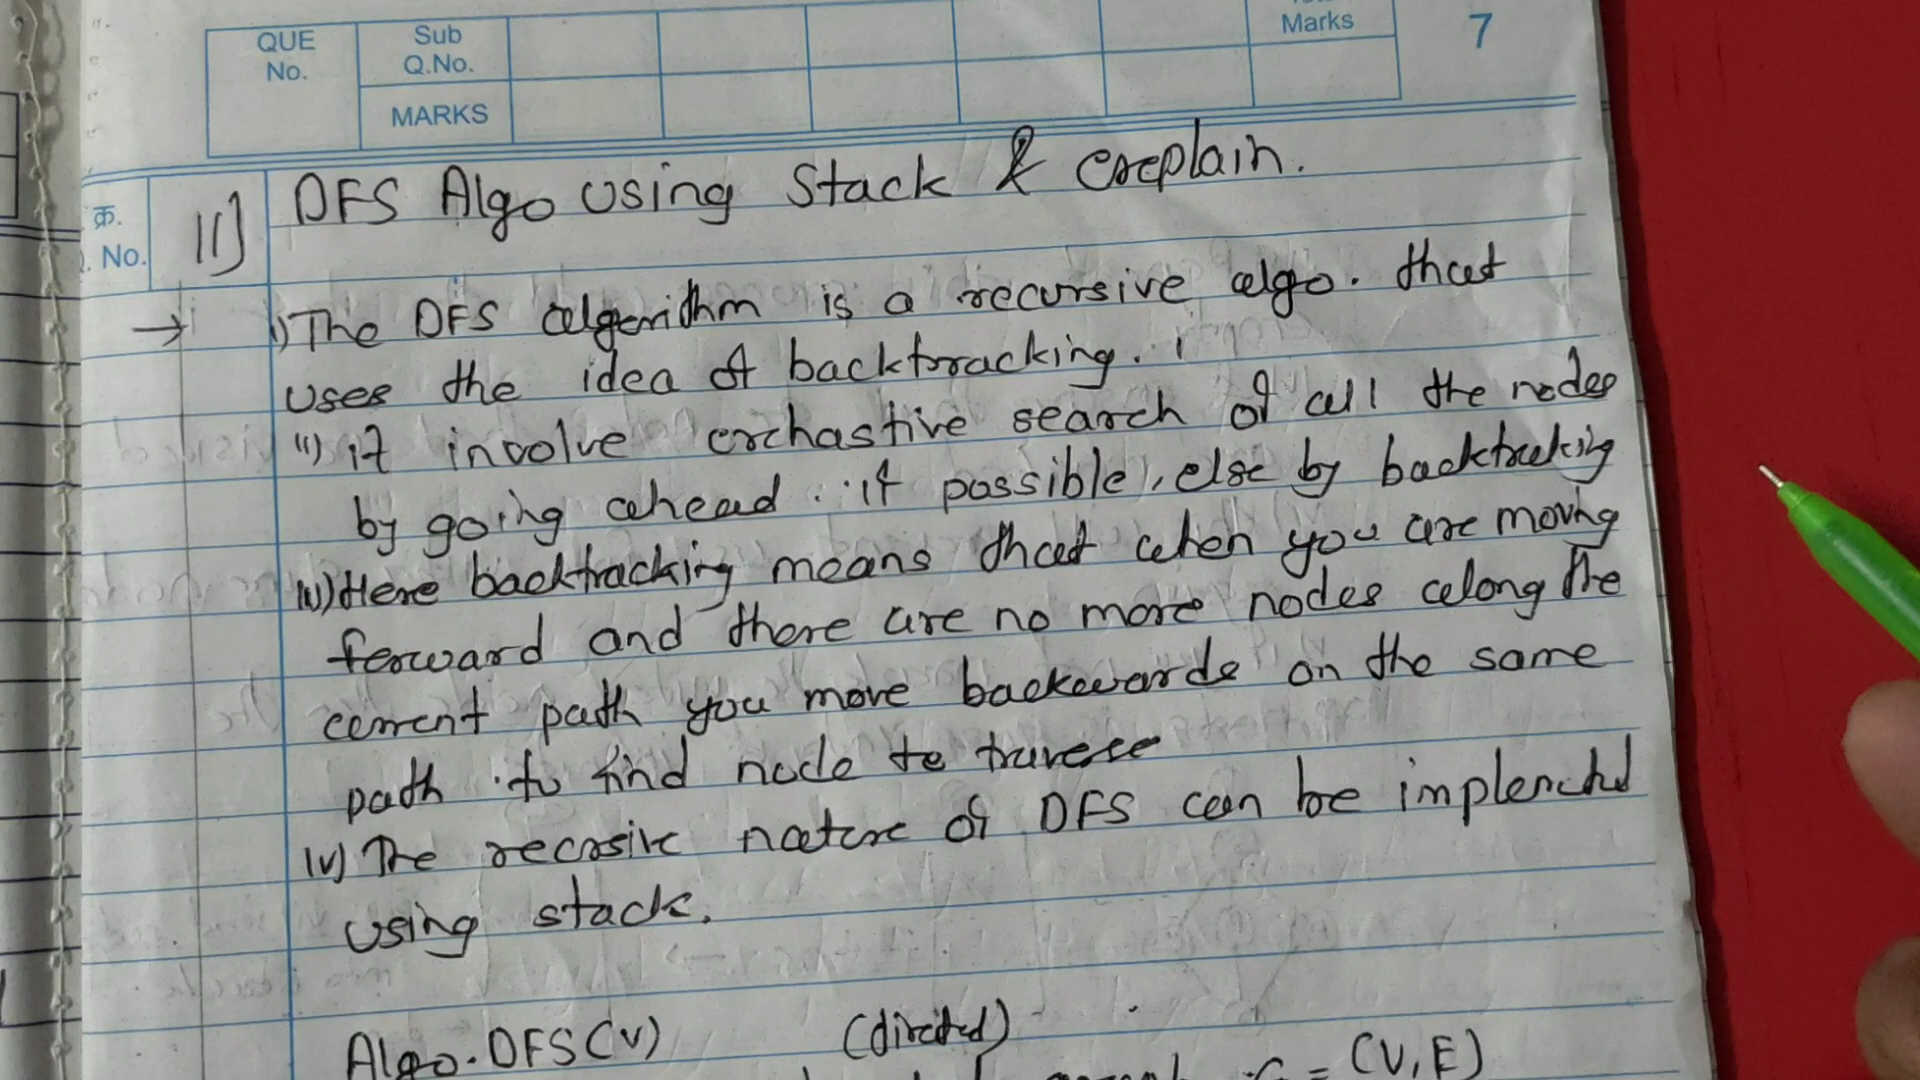 QUE No.
Sub Q.No.
MARKS
Marks
7
क्र.
No.
11]
DFS Algo using Stack & explain.
→ i) The DFS algorithm is a recursive algo. that
uses the idea of backtracking.
ii) it involve exchastive search of all the nodes
by going ahead if possible, else by backtracking
iii) Here backtracking means that when you are moving
forward and there are no more nodes along the
current path you move backwards on the same
path to find node to traverse
iv) The recrsive nature of DFS can be implemented
using stack.
Algo. DFS(v) (directed)
G = (V, E)